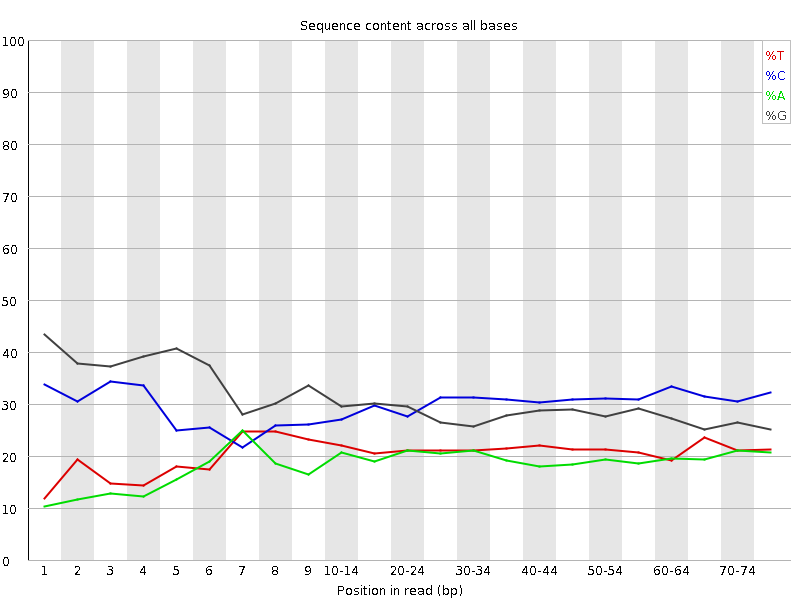 Sequence content across all bases
100
90
80
70
60
50
40
30
20
10
0
%T
%C
%A
%G
1 2 3 4 5 6 7 8 9 10-14 20-24 30-34 40-44 50-54 60-64 70-74
Position in read (bp)